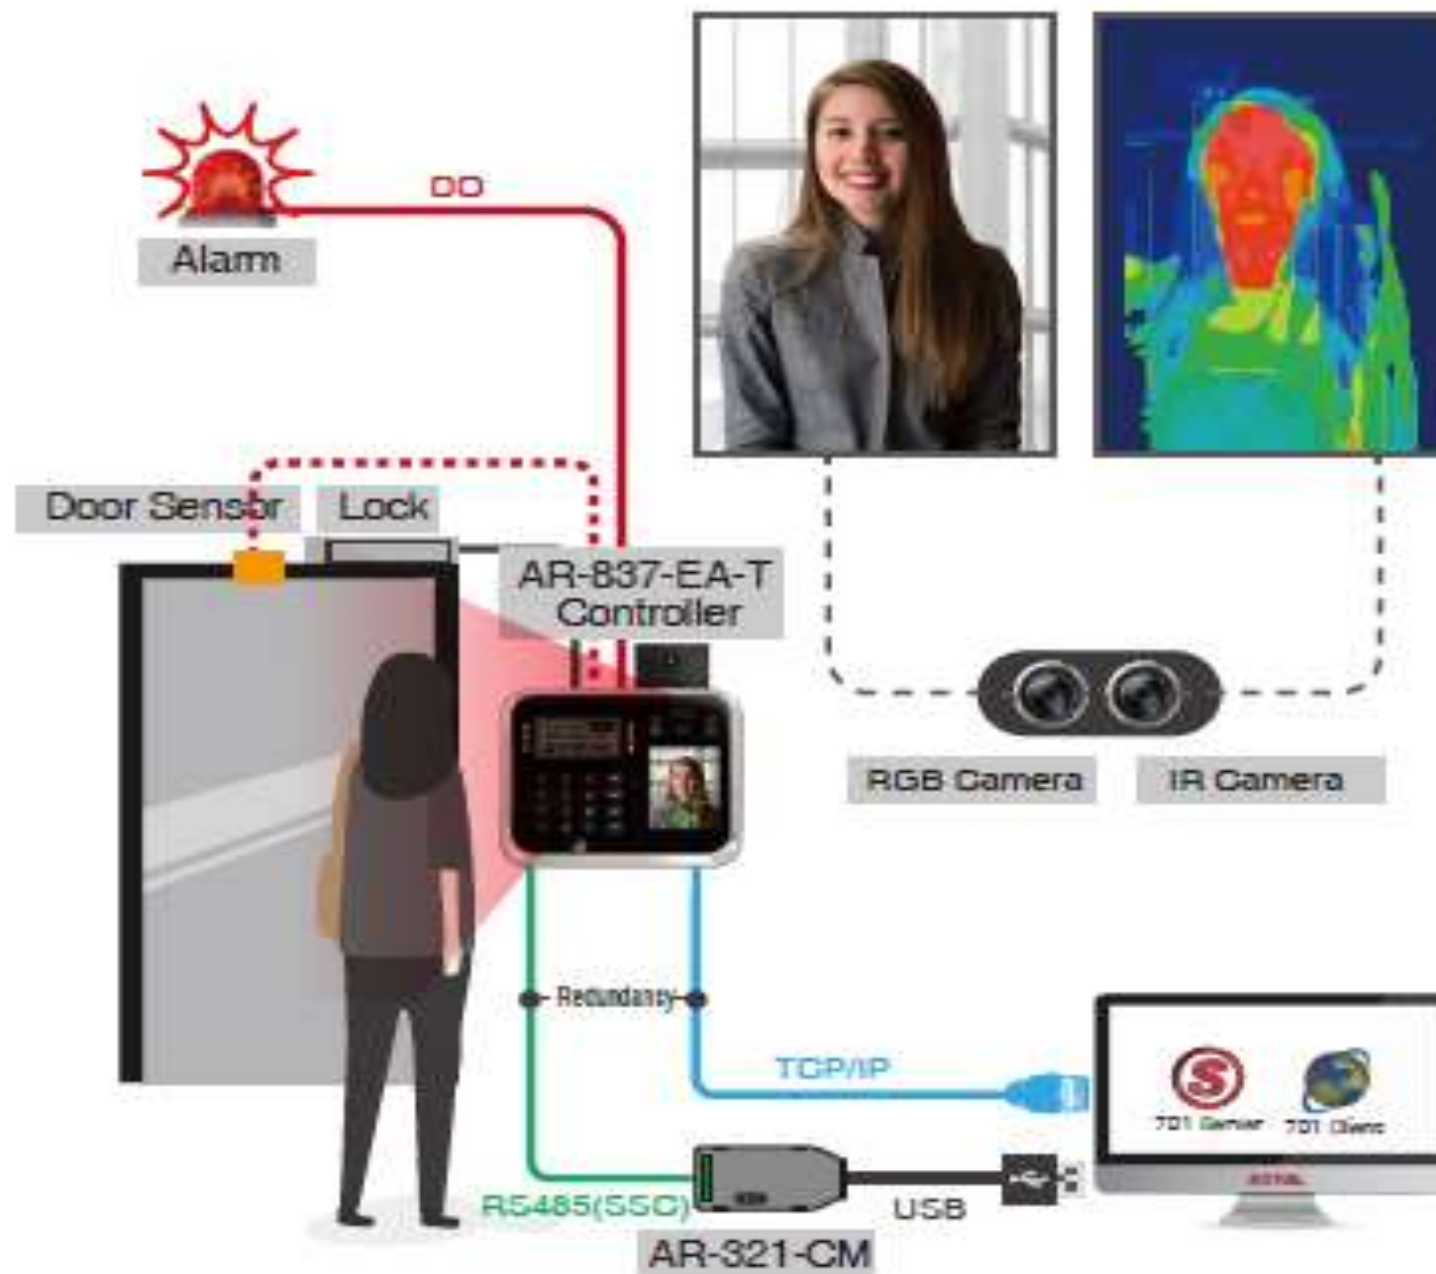 DO
Alarm
Door Sensor
Lock
AR-837-EA-T
Controller
RGB Camera
IR Camera
Redundancy
TCP/IP
701 Server
701 Client
RS485(SSC)
USB
AR-321-CM